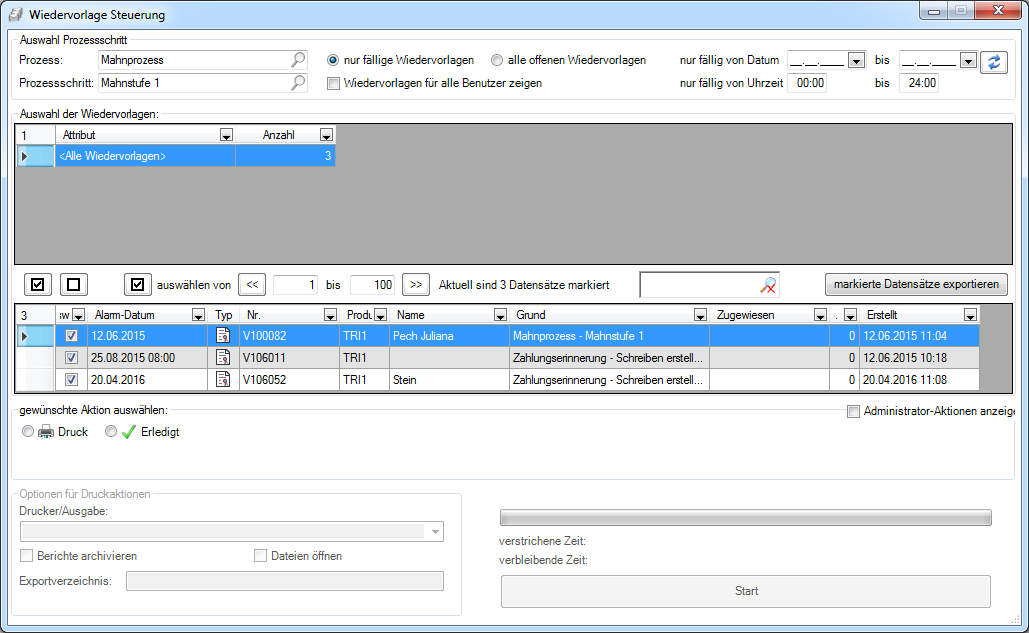 Wiedervorlage Steuerung
Auswahl Prozessschritt
Prozess: Mahnprozess nur fällige Wiedervorlagen alle offenen Wiedervorlagen nur fällig von Datum __.__.____ bis __.__.____
Prozessschritt: Mahnstufe 1 Wiedervorlagen für alle Benutzer zeigen nur fällig von Uhrzeit 00:00 bis 24:00
Auswahl der Wiedervorlagen:
1 Attribut Anzahl
<Alle Wiedervorlagen> 3
auswählen von << 1 bis 100 >> Aktuell sind 3 Datensätze markiert markierte Datensätze exportieren
3 w Alarm-Datum Typ Nr. Produ Name Grund Zugewiesen . Erstellt
12.06.2015 V100082 TRI1 Pech Juliana Mahnprozess - Mahnstufe 1 0 12.06.2015 11:04
25.08.2015 08:00 V106011 TRI1 Zahlungserinnerung - Schreiben erstell... 0 12.06.2015 10:18
20.04.2016 V106052 TRI1 Stein Zahlungserinnerung - Schreiben erstell... 0 20.04.2016 11:08
gewünschte Aktion auswählen: Administrator-Aktionen anzeige
Druck Erledigt
Optionen für Druckaktionen
Drucker/Ausgabe:
Berichte archivieren Dateien öffnen
Exportverzeichnis:
verstrichene Zeit:
verbleibende Zeit:
Start